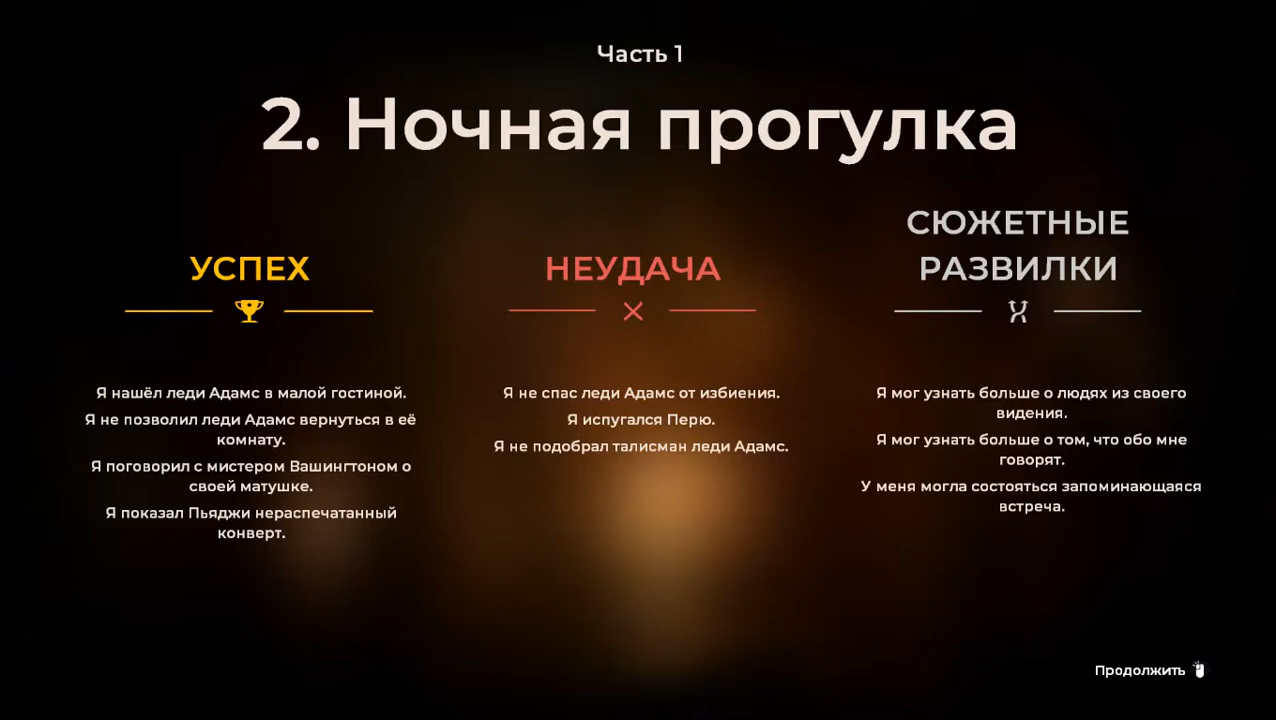 Часть 1
2. Ночная прогулка
УСПЕХ
Я нашёл леди Адамс в малой гостиной.
Я не позволил леди Адамс вернуться в её
комнату.
Я поговорил с мистером Вашингтоном о
своей матушке.
Я показал Пьяджи нераспечатанный
конверт.
НЕУДАЧА
Я не спас леди Адамс от избиения.
Я испугался Перю.
Я не подобрал талисман леди Адамс.
СЮЖЕТНЫЕ
РАЗВИЛКИ
Я мог узнать больше о людях из своего
видения.
Я мог узнать больше о том, что обо мне
говорят.
У меня могла состояться запоминающаяся
встреча.
Продолжить